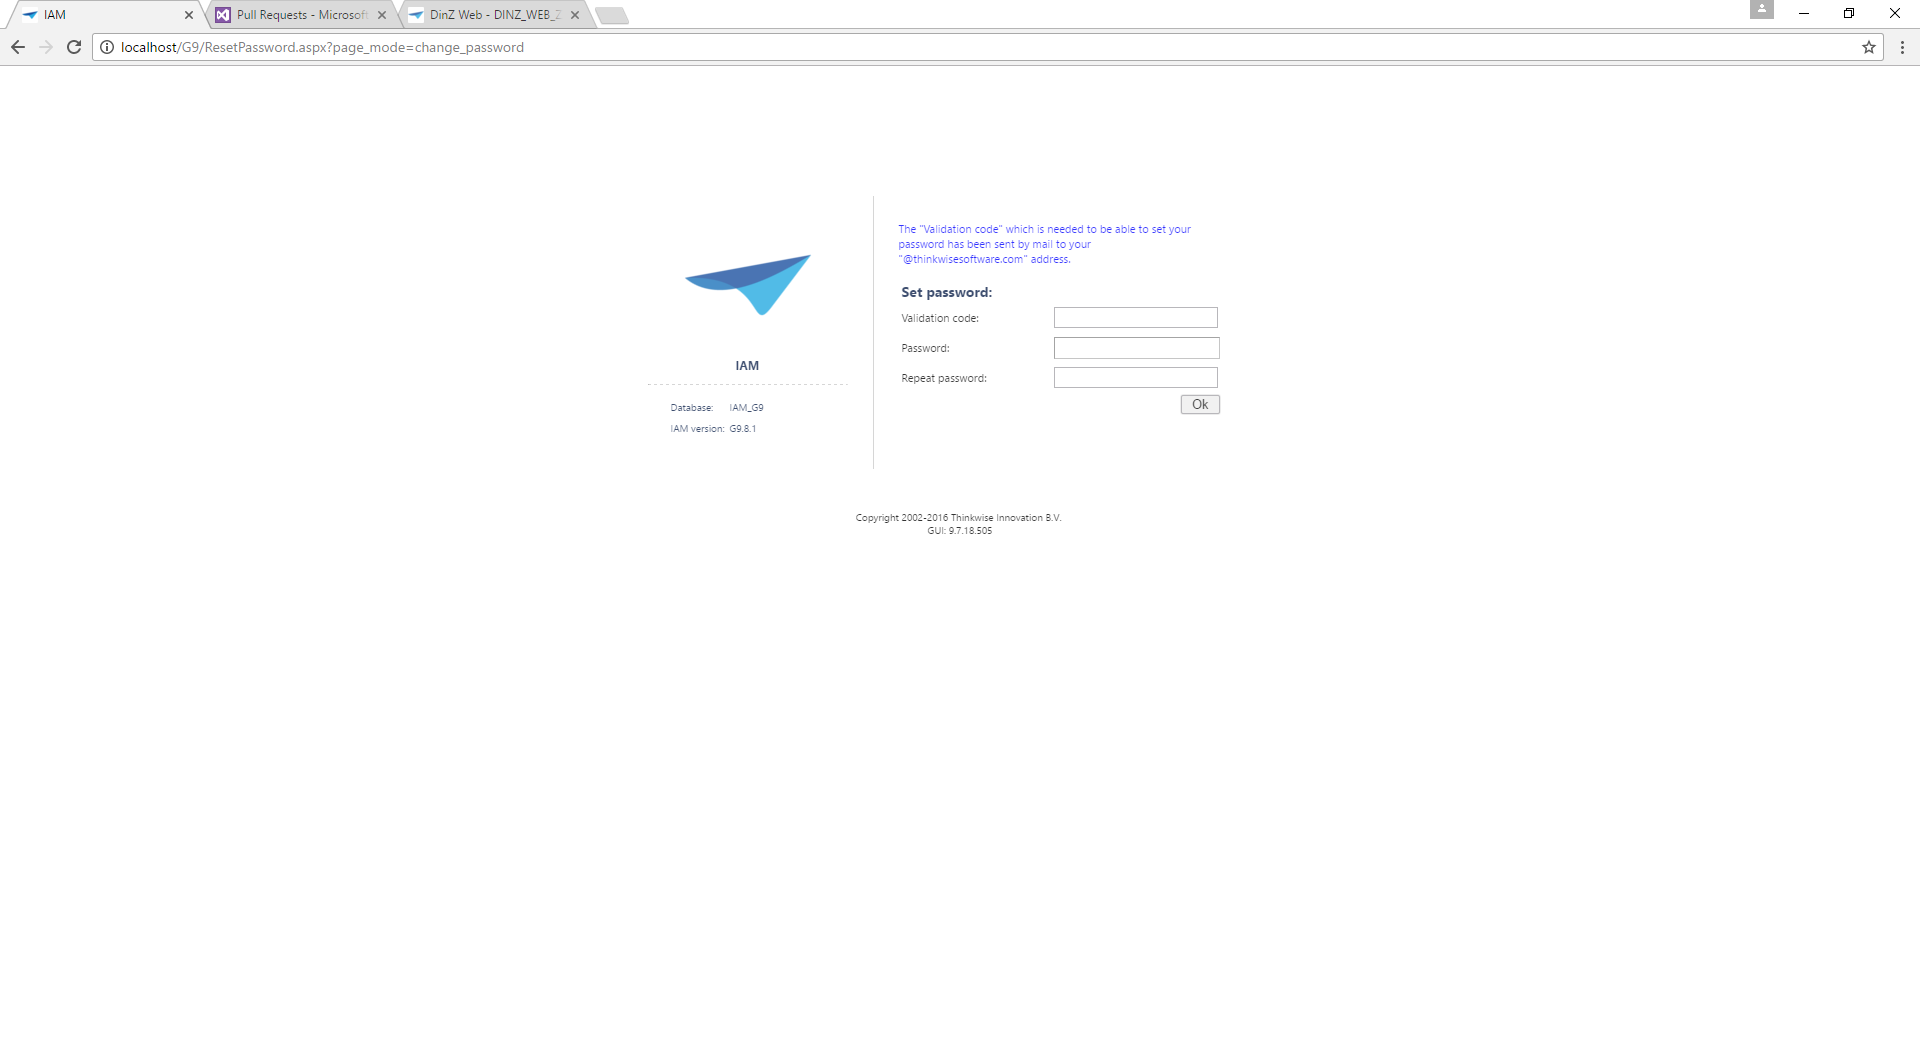 IAM
Pull Requests - Microsoft
DinZ Web - DINZ_WEB_Z
localhost/G9/ResetPassword.aspx?page_mode=change_password
The "Validation code" which is needed to be able to set your
password has been sent by mail to your
"@thinkwisesoftware.com" address.
Set password:
Validation code:
Password:
Repeat password:
Ok
IAM
Database: IAM_G9
IAM version: G9.8.1
Copyright 2002-2016 Thinkwise Innovation B.V.
GUI: 9.7.18.505